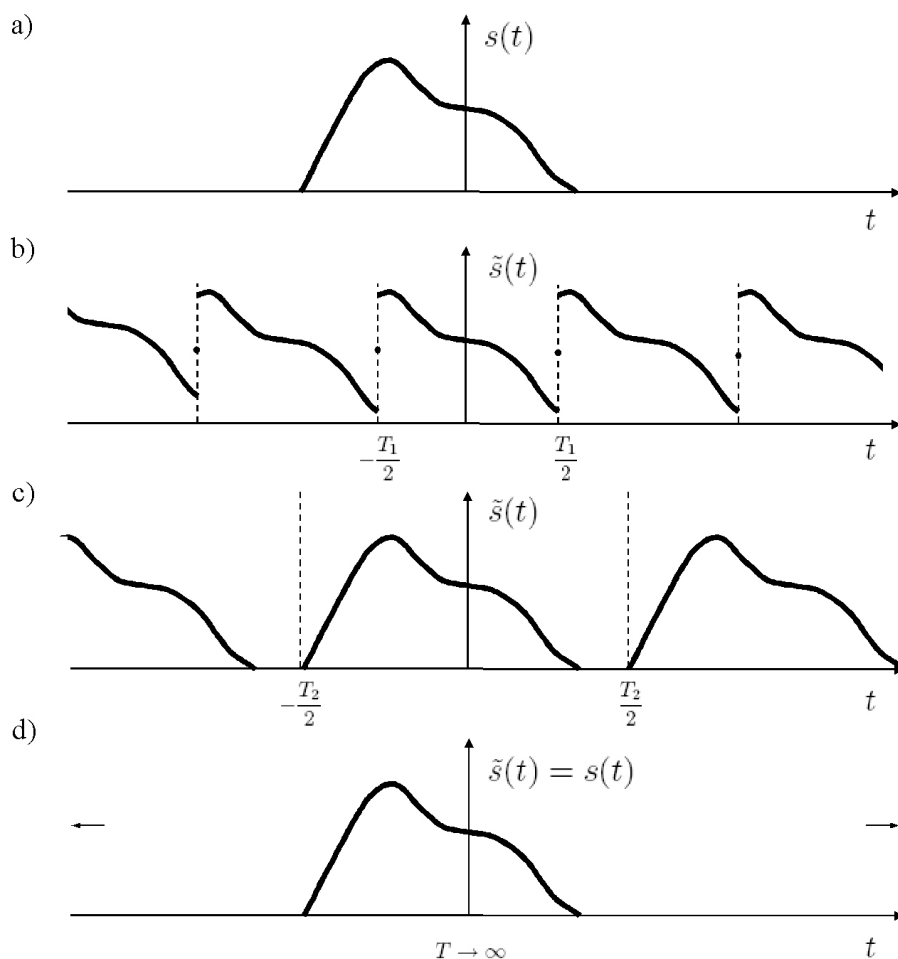 a)
s(t)
t
b)
s̃(t)
-T₁/2
T₁/2
t
c)
s̃(t)
-T₂/2
T₂/2
t
d)
s̃(t) = s(t)
T → ∞
t